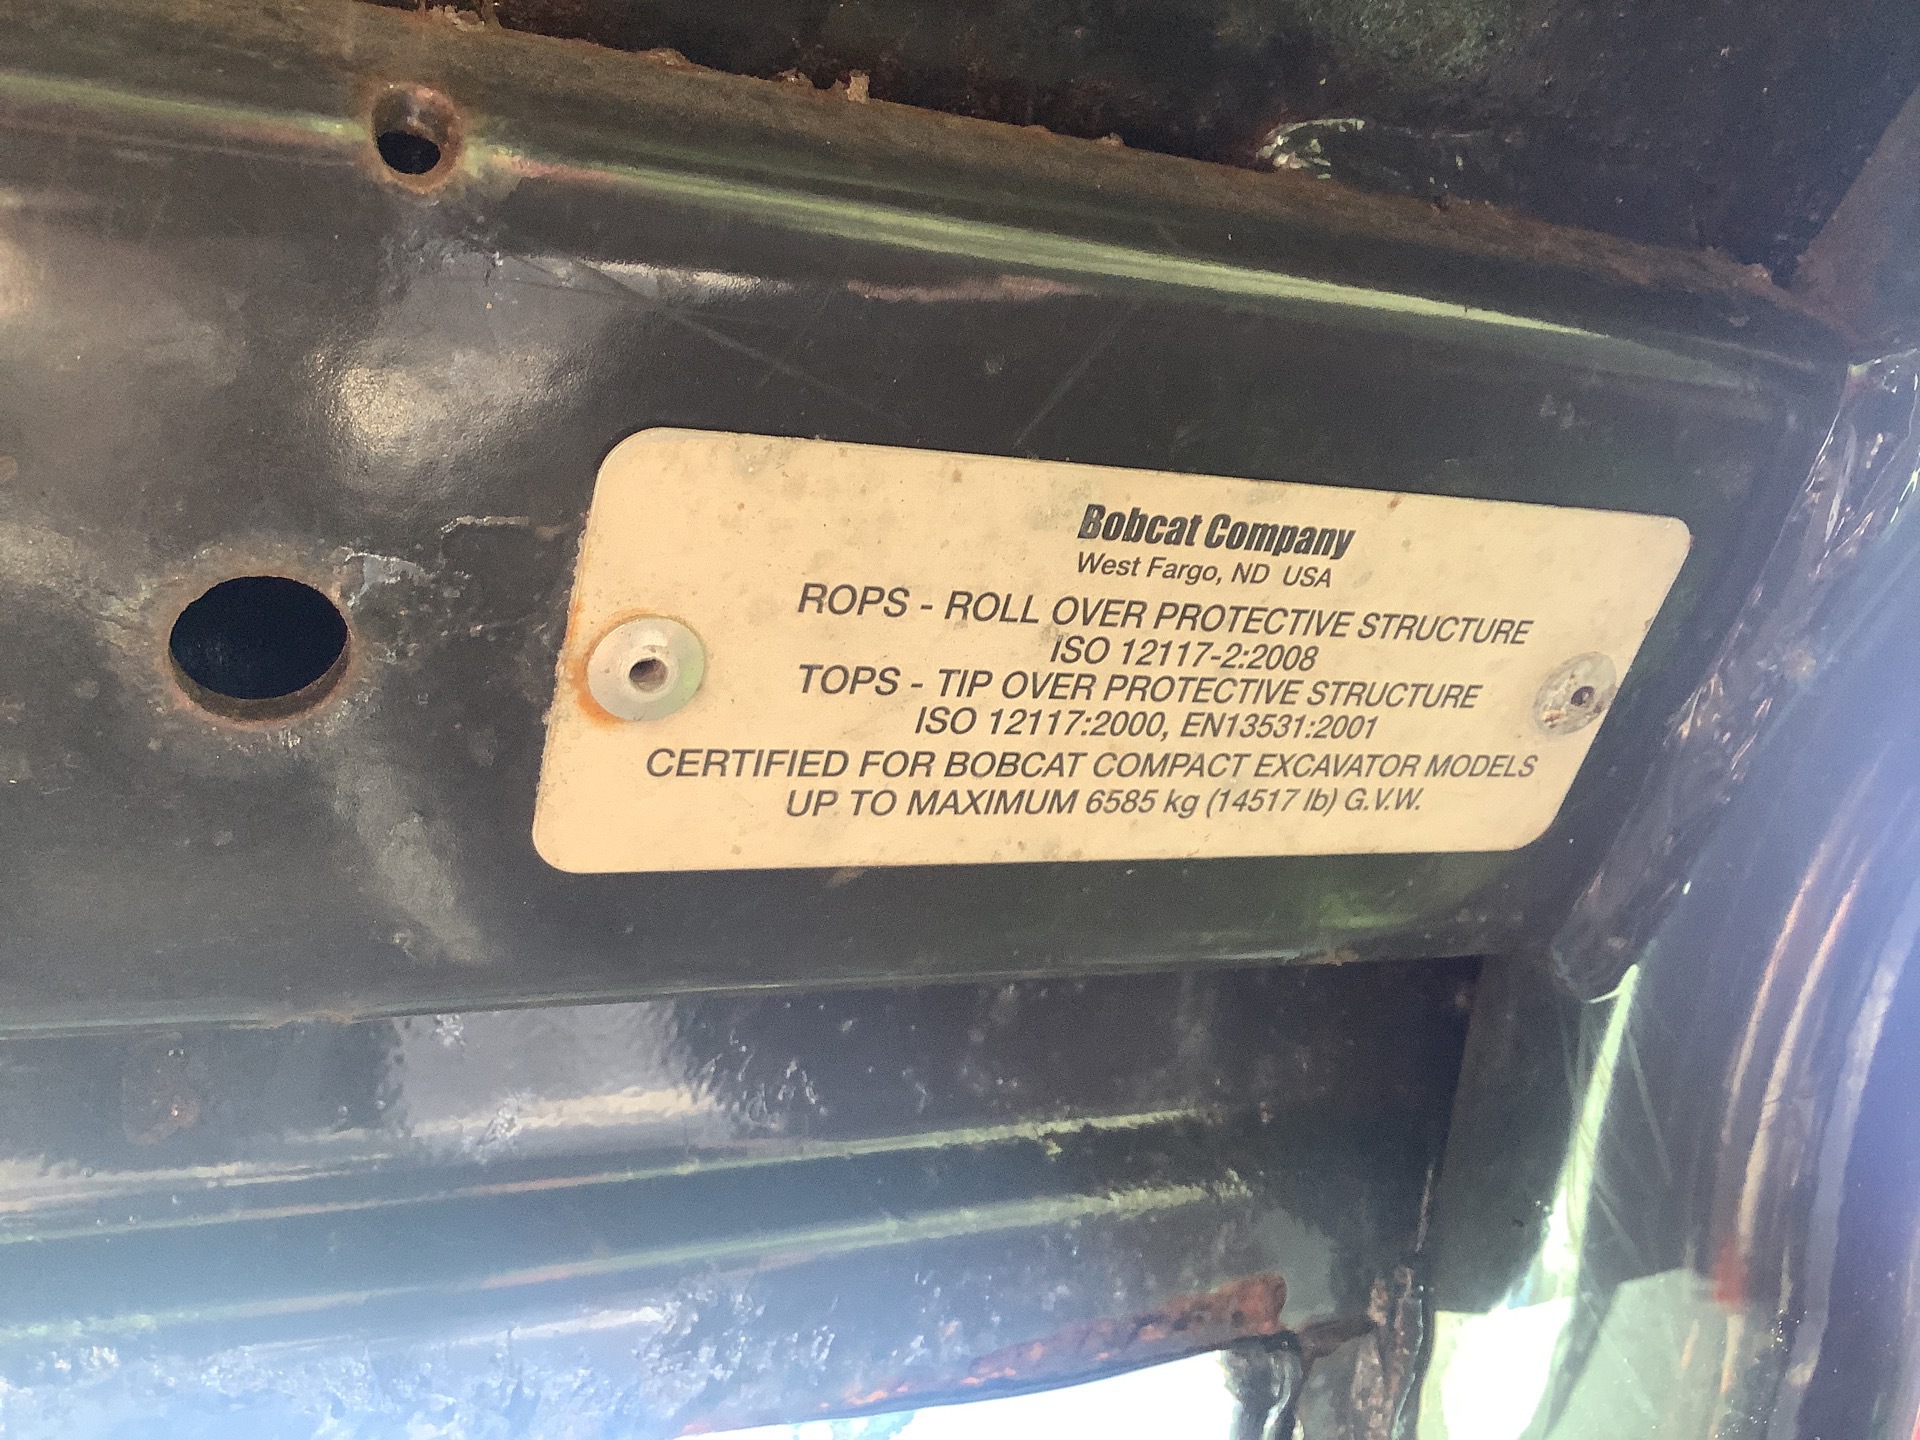 Bobcat Company
West Fargo, ND USA
ROPS - ROLL OVER PROTECTIVE STRUCTURE
ISO 12117-2:2008
TOPS - TIP OVER PROTECTIVE STRUCTURE
ISO 12117:2000, EN13531:2001
CERTIFIED FOR BOBCAT COMPACT EXCAVATOR MODELS
UP TO MAXIMUM 6585 kg (14517 lb) G.V.W.